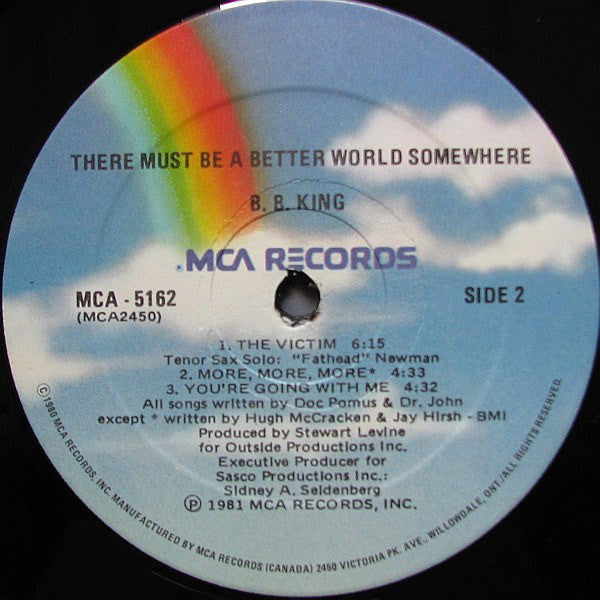 THERE MUST BE A BETTER WORLD SOMEWHERE
B. B. KING
.MCA RECORDS
MCA - 5162
(MCA2450)
SIDE 2
1. THE VICTIM 6:15
Tenor Sax Solo: "Fathead" Newman
2. MORE, MORE, MORE* 4:33
3. YOU'RE GOING WITH ME 4:32
All songs written by Doc Pomus & Dr. John
except * written by Hugh McCracken & Jay Hirsh - BMI
Produced by Stewart Levine
for Outside Productions Inc.
Executive Producer for
Sasco Productions Inc.:
Sidney A. Seidenberg
℗ 1981 MCA RECORDS, INC.
© 1980 MCA RECORDS, INC. MANUFACTURED BY MCA RECORDS (CANADA) 2450 VICTORIA PK. AVE., WILLOWDALE, ONT./ALL RIGHTS RESERVED.